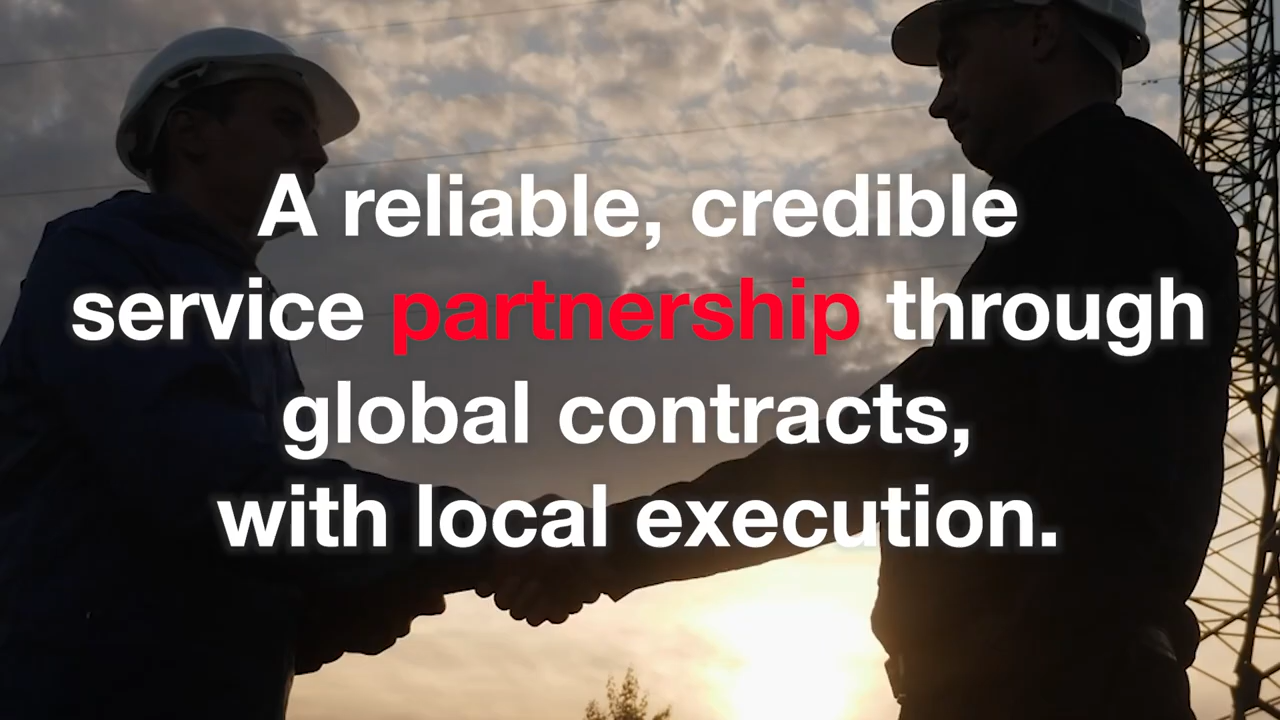 A reliable, credible
service partnership through
global contracts,
with local execution.